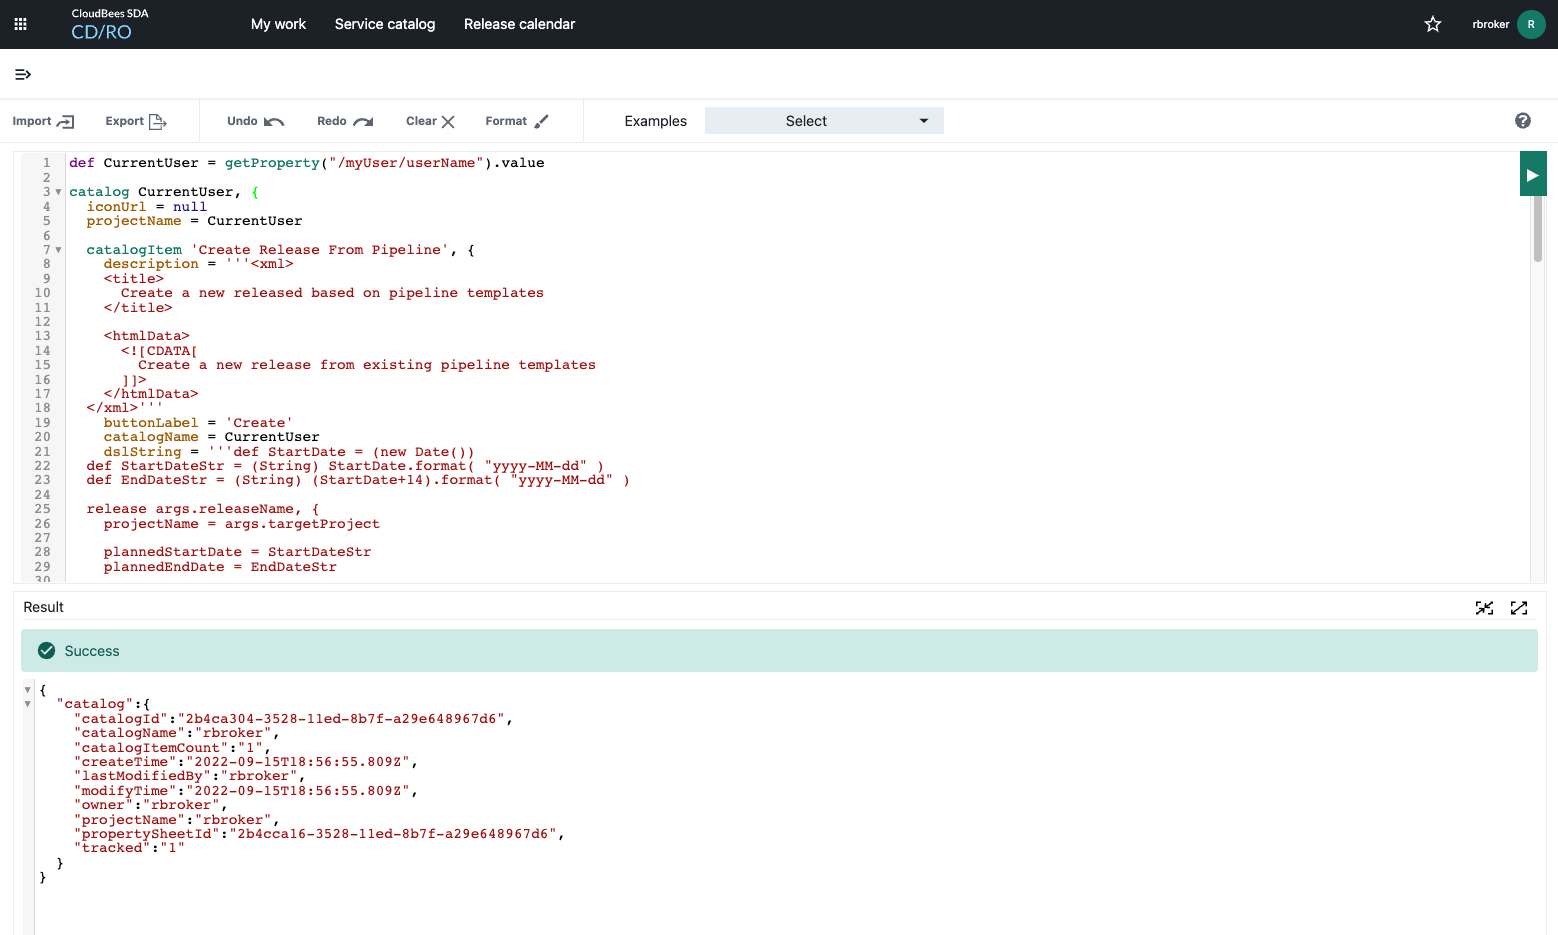 CloudBees SDA
CD/RO
My work Service catalog Release calendar
rbroker R
Import Export Undo Redo Clear Format Examples Select
1 def CurrentUser = getProperty("/myUser/userName").value
2
3 catalog CurrentUser, {
4 iconUrl = null
5 projectName = CurrentUser
6
7 catalogItem 'Create Release From Pipeline', {
8 description = '''<xml>
9 <title>
10 Create a new released based on pipeline templates
11 </title>
12
13 <htmlData>
14 <![CDATA[
15 Create a new release from existing pipeline templates
16 ]]>
17 </htmlData>
18 </xml>'''
19 buttonLabel = 'Create'
20 catalogName = CurrentUser
21 dslString = '''def StartDate = (new Date())
22 def StartDateStr = (String) StartDate.format( "yyyy-MM-dd" )
23 def EndDateStr = (String) (StartDate+14).format( "yyyy-MM-dd" )
24
25 release args.releaseName, {
26 projectName = args.targetProject
27
28 plannedStartDate = StartDateStr
29 plannedEndDate = EndDateStr
30
Result
Success
{
"catalog":{
"catalogId":"2b4ca304-3528-11ed-8b7f-a29e648967d6",
"catalogName":"rbroker",
"catalogItemCount":"1",
"createTime":"2022-09-15T18:56:55.809Z",
"lastModifiedBy":"rbroker",
"modifyTime":"2022-09-15T18:56:55.809Z",
"owner":"rbroker",
"projectName":"rbroker",
"propertySheetId":"2b4cca16-3528-11ed-8b7f-a29e648967d6",
"tracked":"1"
}
}